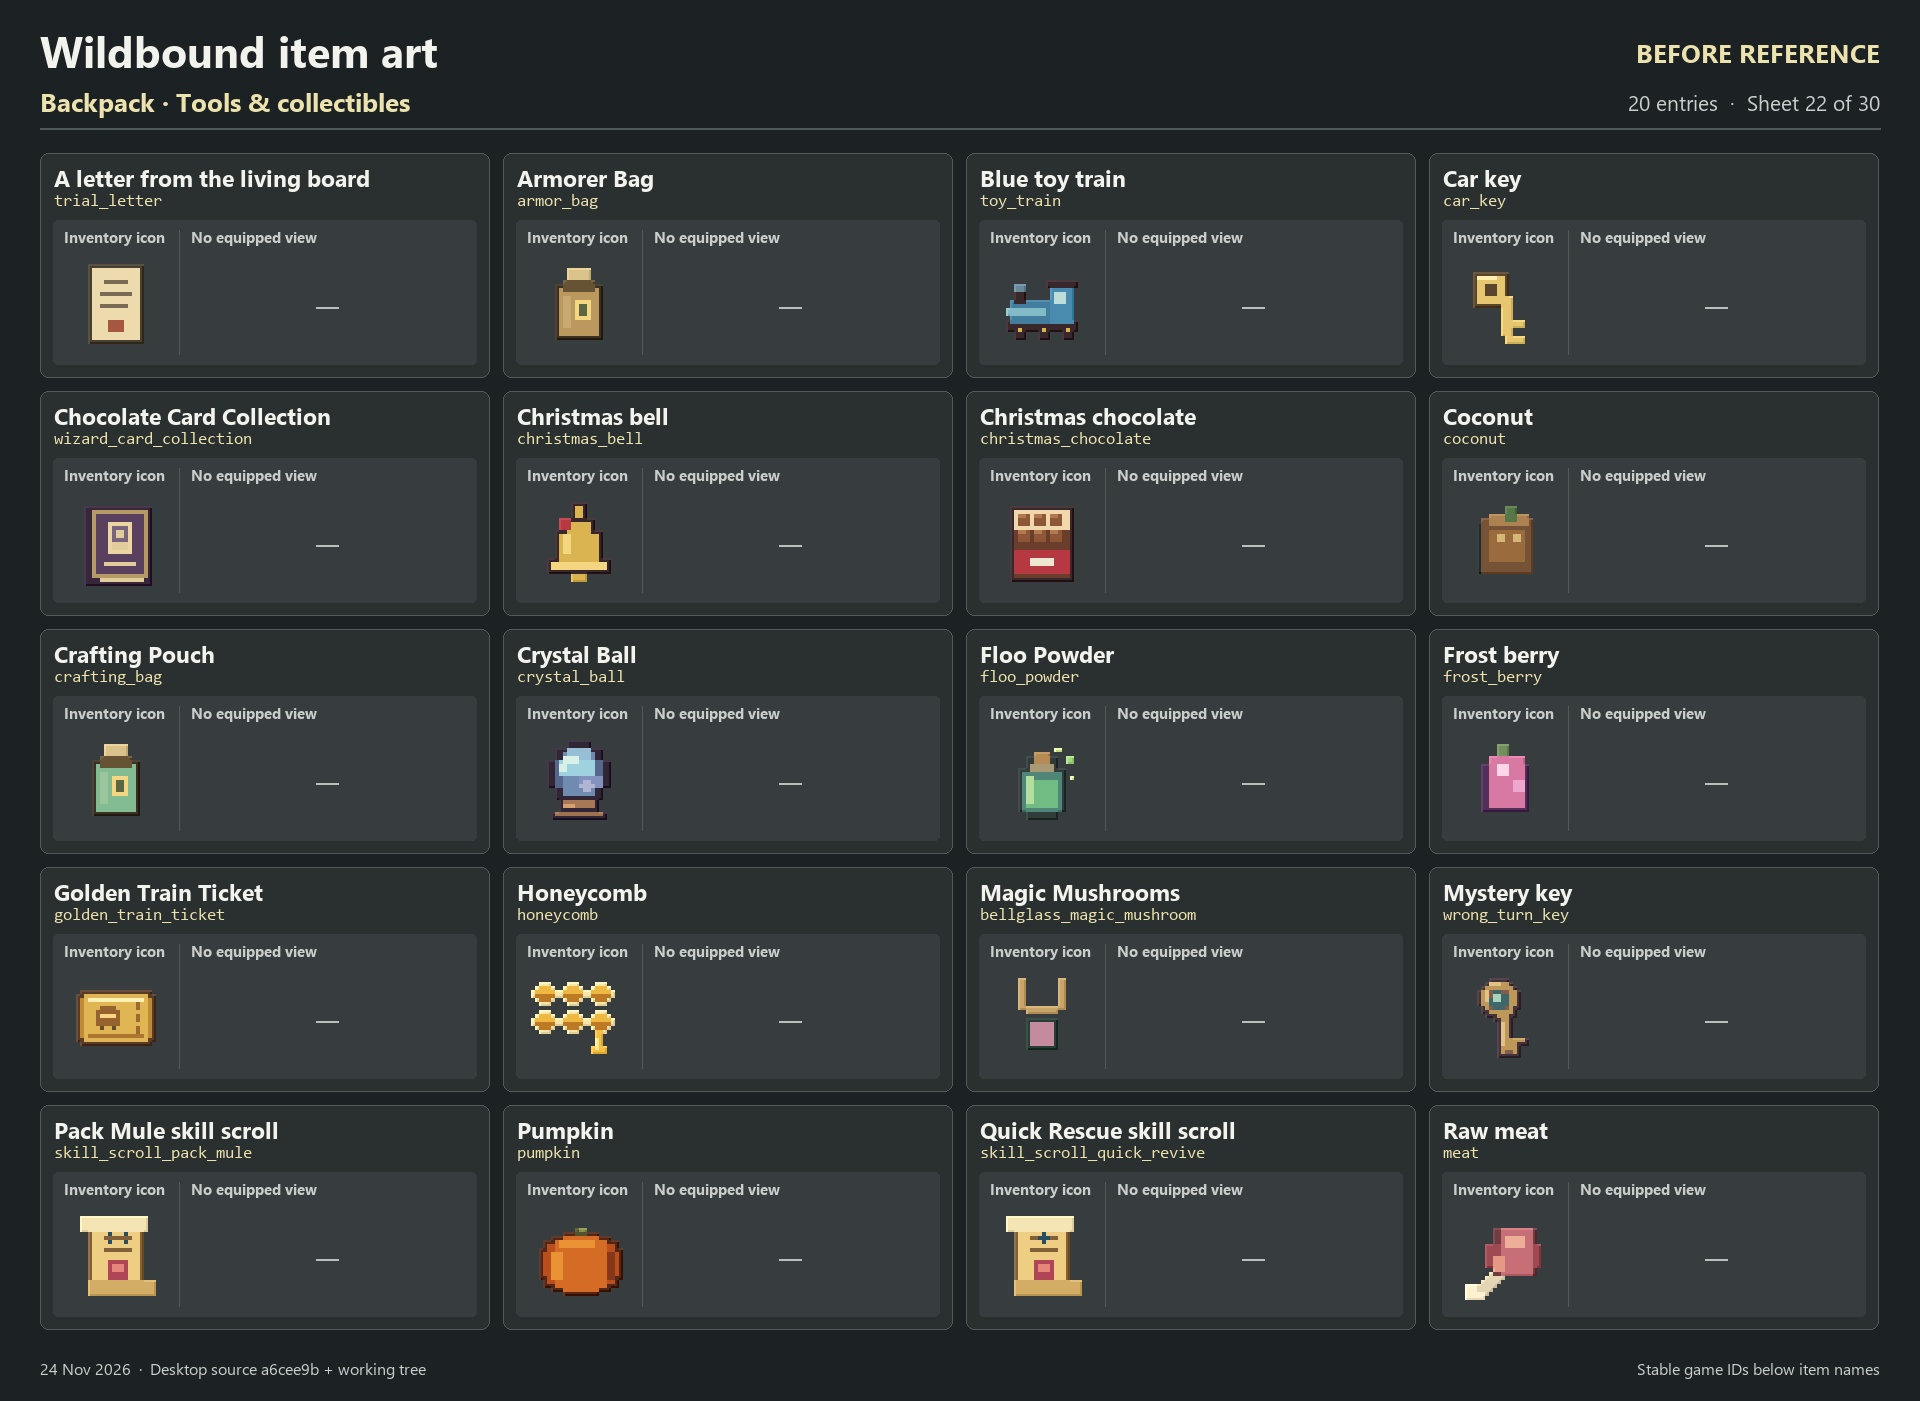 Wildbound item art
BEFORE REFERENCE
Backpack · Tools & collectibles
20 entries · Sheet 22 of 30
A letter from the living board
trial_letter
Inventory icon
No equipped view
—
Armorer Bag
armor_bag
Inventory icon
No equipped view
—
Blue toy train
toy_train
Inventory icon
No equipped view
—
Car key
car_key
Inventory icon
No equipped view
—
Chocolate Card Collection
wizard_card_collection
Inventory icon
No equipped view
—
Christmas bell
christmas_bell
Inventory icon
No equipped view
—
Christmas chocolate
christmas_chocolate
Inventory icon
No equipped view
—
Coconut
coconut
Inventory icon
No equipped view
—
Crafting Pouch
crafting_bag
Inventory icon
No equipped view
—
Crystal Ball
crystal_ball
Inventory icon
No equipped view
—
Floo Powder
floo_powder
Inventory icon
No equipped view
—
Frost berry
frost_berry
Inventory icon
No equipped view
—
Golden Train Ticket
golden_train_ticket
Inventory icon
No equipped view
—
Honeycomb
honeycomb
Inventory icon
No equipped view
—
Magic Mushrooms
bellglass_magic_mushroom
Inventory icon
No equipped view
—
Mystery key
wrong_turn_key
Inventory icon
No equipped view
—
Pack Mule skill scroll
skill_scroll_pack_mule
Inventory icon
No equipped view
—
Pumpkin
pumpkin
Inventory icon
No equipped view
—
Quick Rescue skill scroll
skill_scroll_quick_revive
Inventory icon
No equipped view
—
Raw meat
meat
Inventory icon
No equipped view
—
24 Nov 2026 · Desktop source a6cee9b + working tree
Stable game IDs below item names